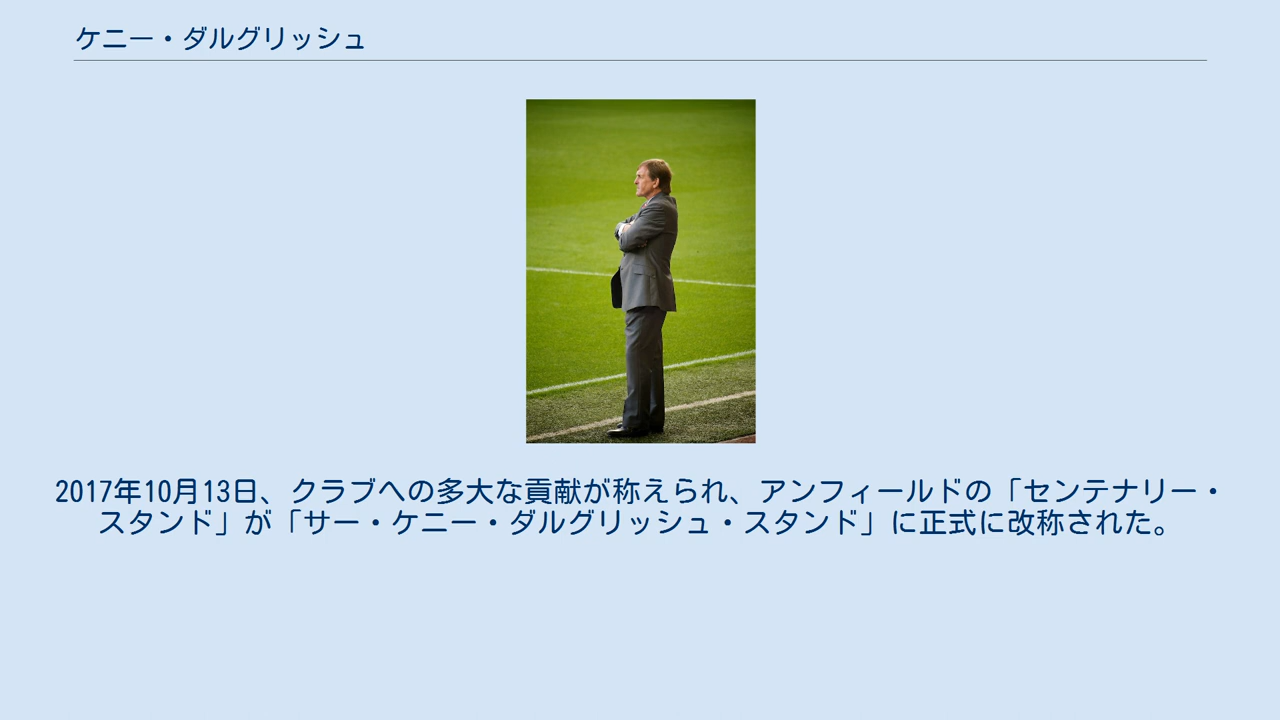 ケニー・ダルグリッシュ
2017年10月13日、クラブへの多大な貢献が称えられ、アンフィールドの「センテナリー・
スタンド」が「サー・ケニー・ダルグリッシュ・スタンド」に正式に改称された。